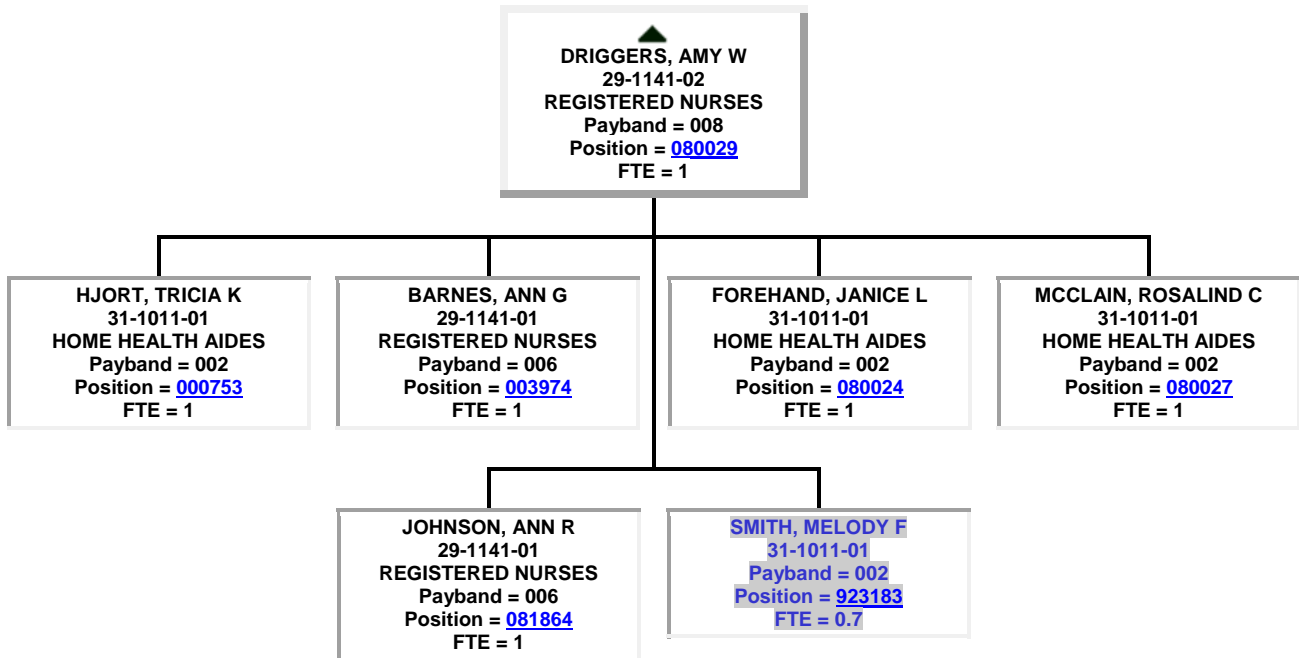 DRIGGERS, AMY W
29-1141-02
REGISTERED NURSES
Payband = 008
Position = 080029
FTE = 1
HJORT, TRICIA K
31-1011-01
HOME HEALTH AIDES
Payband = 002
Position = 000753
FTE = 1
BARNES, ANN G
29-1141-01
REGISTERED NURSES
Payband = 006
Position = 003974
FTE = 1
FOREHAND, JANICE L
31-1011-01
HOME HEALTH AIDES
Payband = 002
Position = 080024
FTE = 1
MCCLAIN, ROSALIND C
31-1011-01
HOME HEALTH AIDES
Payband = 002
Position = 080027
FTE = 1
JOHNSON, ANN R
29-1141-01
REGISTERED NURSES
Payband = 006
Position = 081864
FTE = 1
SMITH, MELODY F
31-1011-01
Payband = 002
Position = 923183
FTE = 0.7